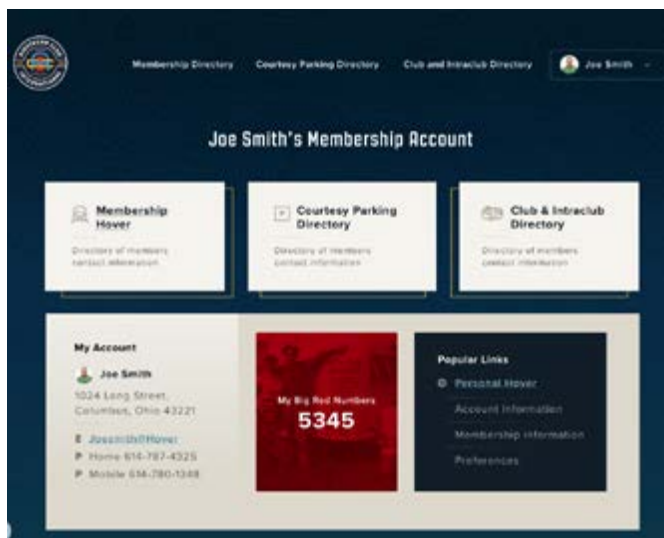 Membership Directory
Courtesy Parking Directory
Club and Intraclub Directory
Joe Smith
Joe Smith's Membership Account
Membership
Hover
Directory of members
contact information
Courtesy Parking
Directory
Directory of members
contact information
Club & Intraclub
Directory
Directory of members
contact information
My Account
Joe Smith
1024 Long Street,
Columbus, Ohio 43221
E Joesmith@Hover
P Home 614-787-4325
P Mobile 614-780-1348
My Big Red Numbers
5345
Popular Links
Personal Hover
Account Information
Membership Information
Preferences